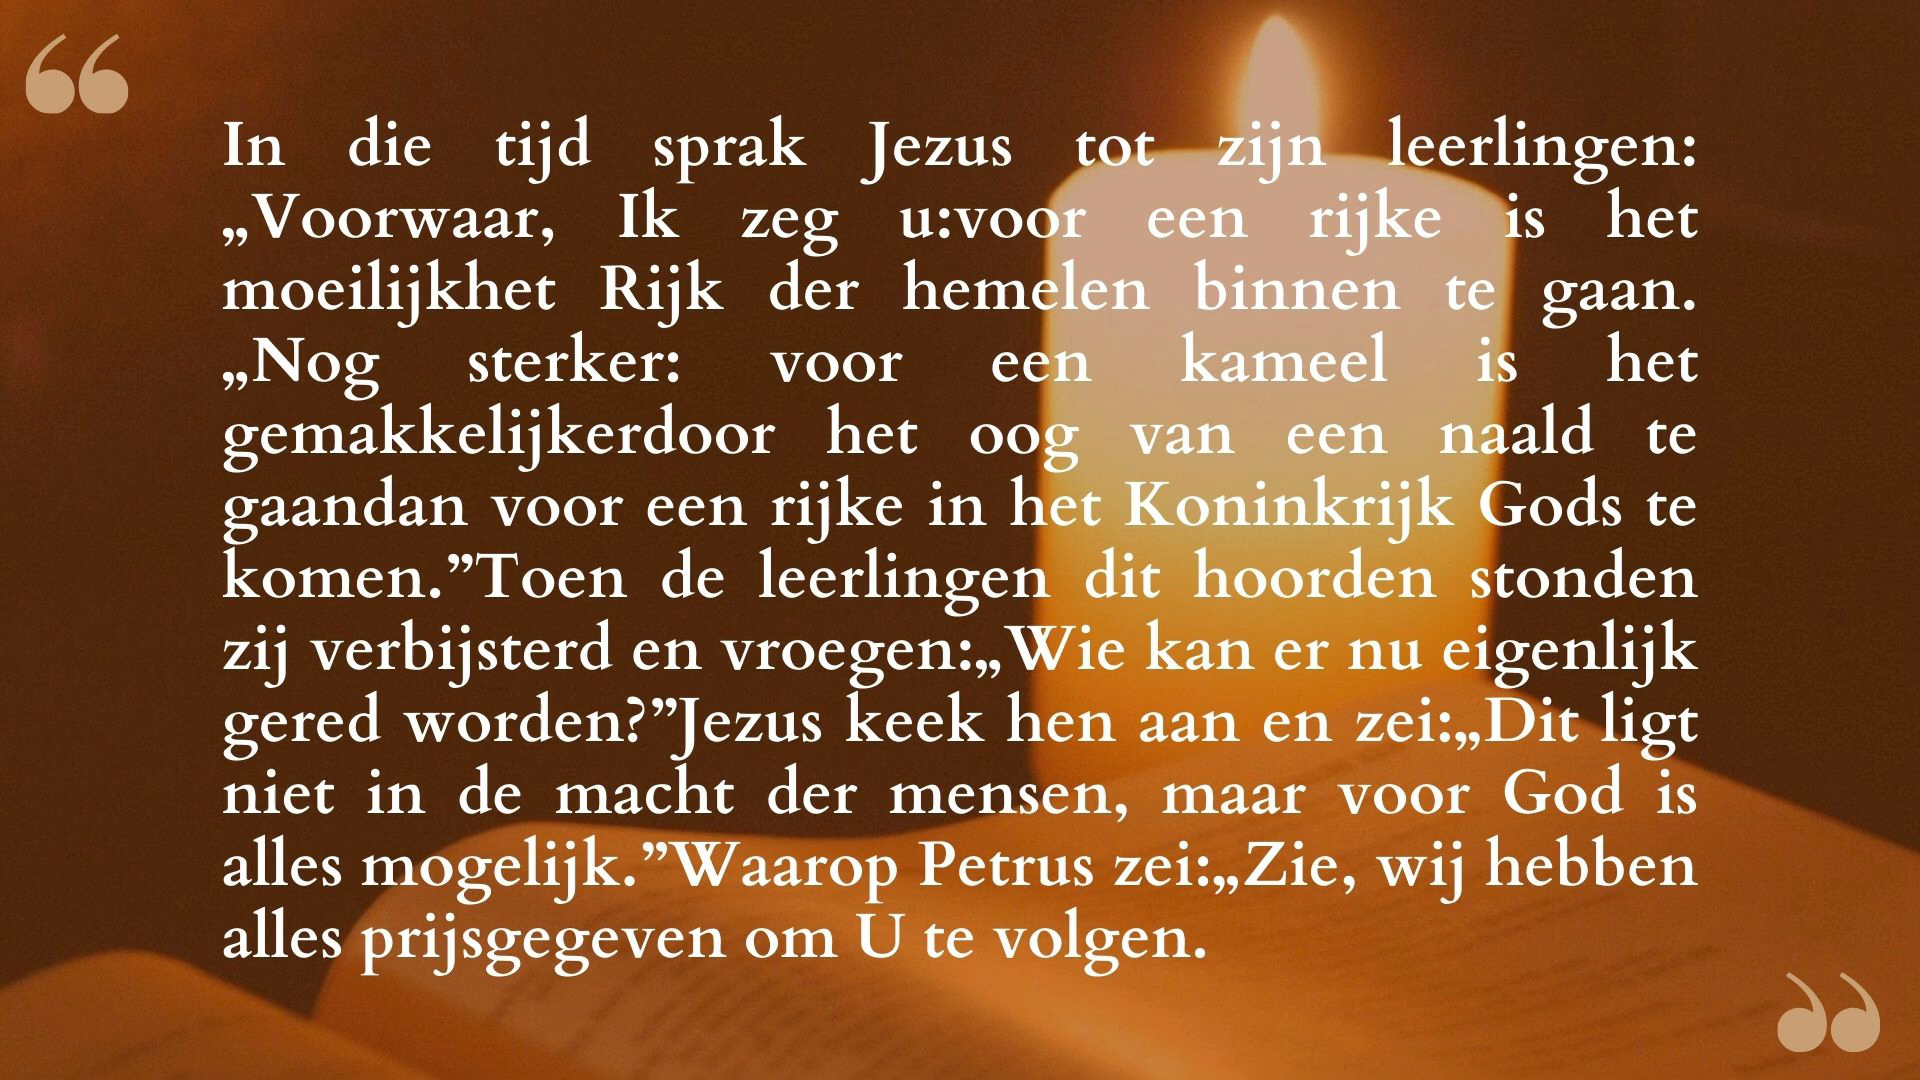 In die tijd sprak Jezus tot zijn leerlingen:
„Voorwaar, Ik zeg u:voor een rijke is het
moeilijkhet Rijk der hemelen binnen te gaan.
„Nog sterker: voor een kameel is het
gemakkelijkerdoor het oog van een naald te
gaandan voor een rijke in het Koninkrijk Gods te
komen.”Toen de leerlingen dit hoorden stonden
zij verbijsterd en vroegen:„Wie kan er nu eigenlijk
gered worden?”Jezus keek hen aan en zei:„Dit ligt
niet in de macht der mensen, maar voor God is
alles mogelijk.”Waarop Petrus zei:„Zie, wij hebben
alles prijsgegeven om U te volgen.